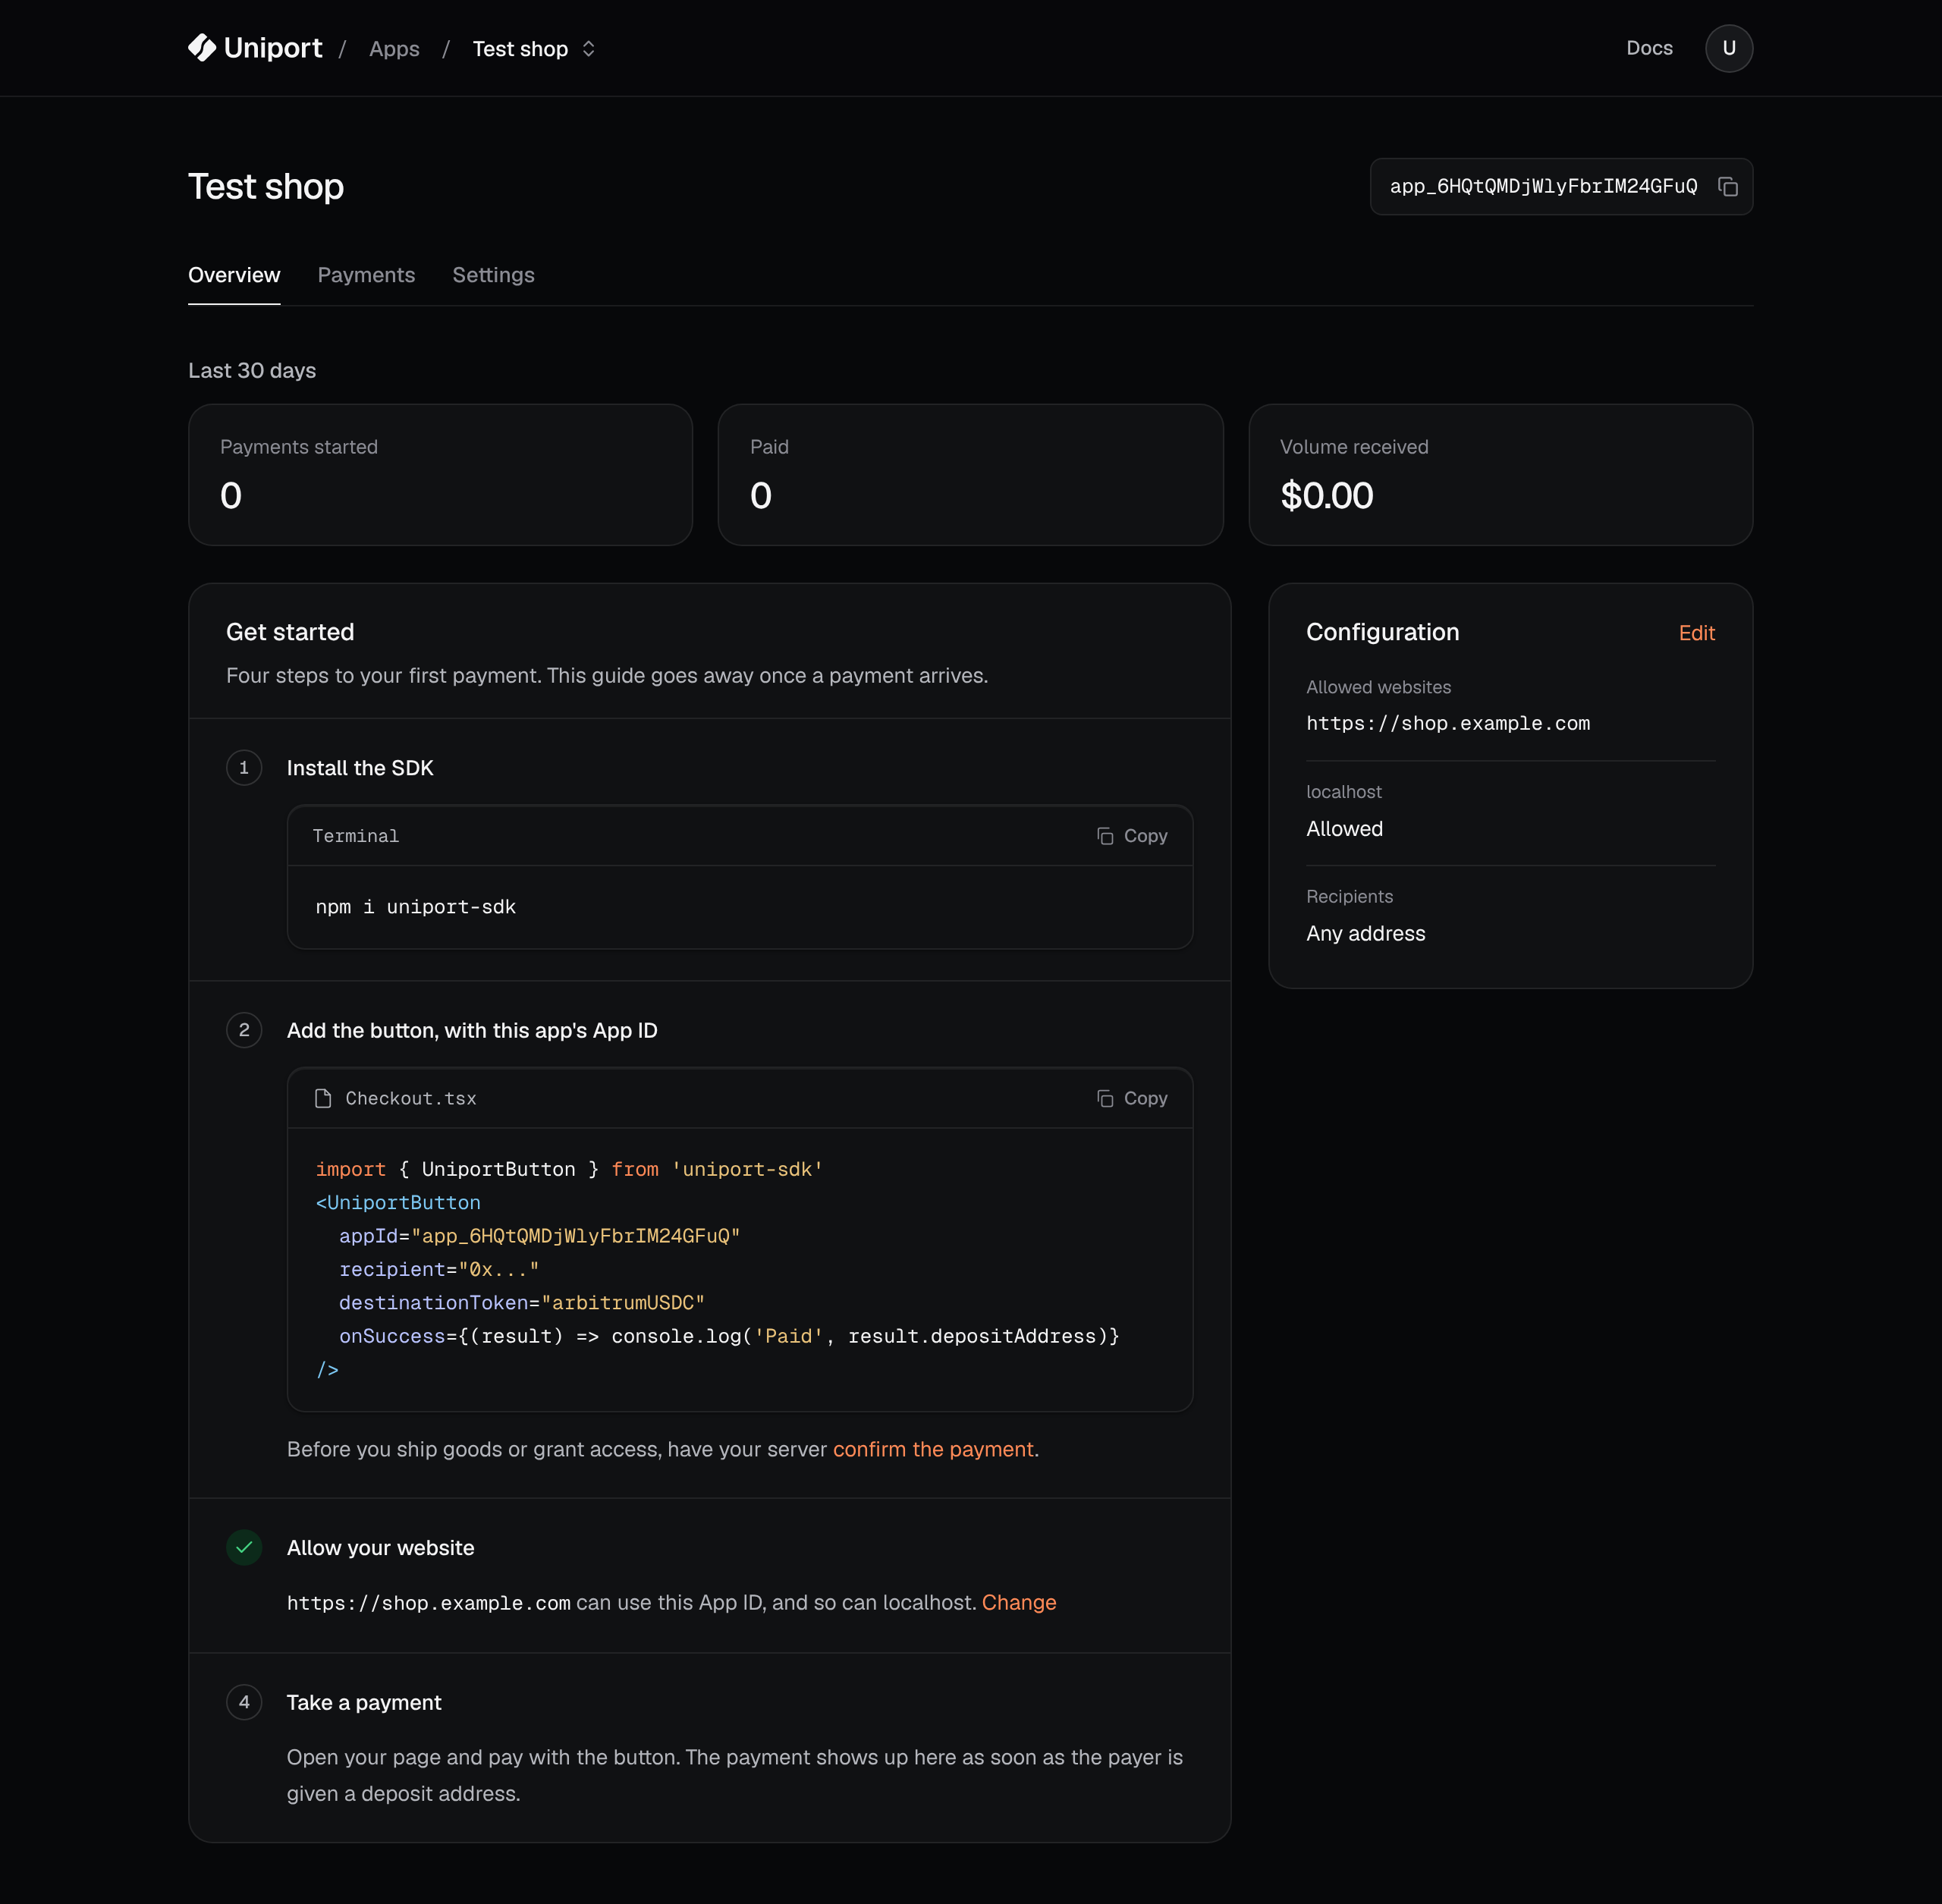 Uniport / Apps / Test shop
Docs
U
Test shop
app_6HQtQMDjWlyFbrIM24GFuQ
Overview Payments Settings
Last 30 days
Payments started
0
Paid
0
Volume received
$0.00
Get started
Four steps to your first payment. This guide goes away once a payment arrives.
1 Install the SDK
Terminal
Copy
npm i uniport-sdk
2 Add the button, with this app's App ID
Checkout.tsx
Copy
import { UniportButton } from 'uniport-sdk'
<UniportButton
  appId="app_6HQtQMDjWlyFbrIM24GFuQ"
  recipient="0x..."
  destinationToken="arbitrumUSDC"
  onSuccess={(result) => console.log('Paid', result.depositAddress)}
/>
Before you ship goods or grant access, have your server confirm the payment.
Allow your website
https://shop.example.com can use this App ID, and so can localhost. Change
4 Take a payment
Open your page and pay with the button. The payment shows up here as soon as the payer is
given a deposit address.
Configuration
Edit
Allowed websites
https://shop.example.com
localhost
Allowed
Recipients
Any address